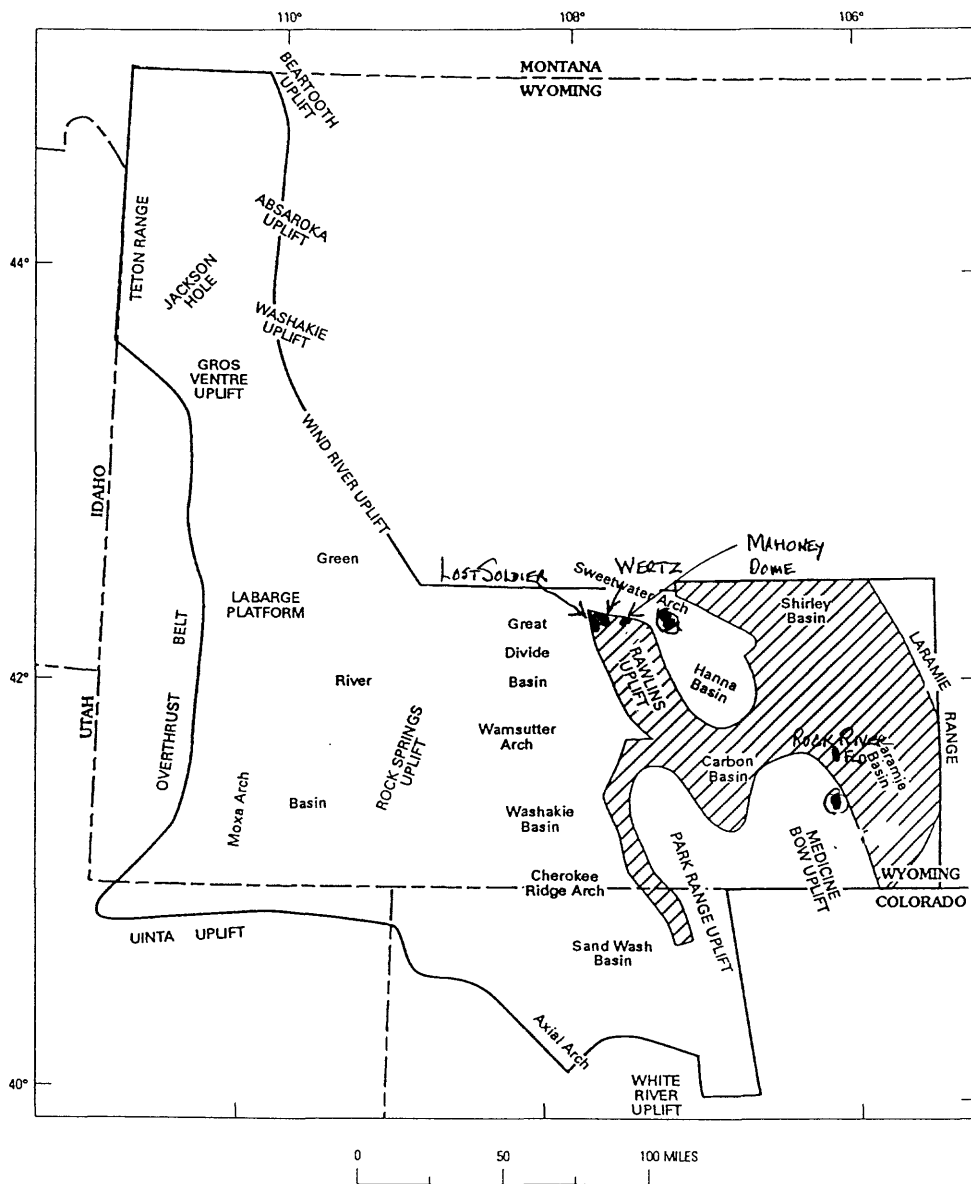 110°
108°
106°
MONTANA
WYOMING
BEARTOOTH
UPLIFT
ABSAROKA
UPLIFT
44°
TETON RANGE
JACKSON
HOLE
WASHAKIE
UPLIFT
GROS
VENTRE
UPLIFT
WIND RIVER UPLIFT
IDAHO
Green
LOST SOLDIER
WERTZ
MAHONEY
DOME
Sweetwater Arch
LABARGE
PLATFORM
Great
Divide
Basin
Shirley
Basin
BELT
RAWLINS
UPLIFT
Hanna
Basin
LARAMIE
RANGE
42°
UTAH
River
ROCK SPRINGS
UPLIFT
Wamsutter
Arch
ROCK RIVER
FLD
Laramie
Basin
Carbon
Basin
OVERTHRUST
Moxa Arch
Basin
Washakie
Basin
PARK RANGE UPLIFT
MEDICINE
BOW UPLIFT
Cherokee
Ridge Arch
WYOMING
COLORADO
UINTA UPLIFT
Sand Wash
Basin
Axial Arch
40°
WHITE
RIVER
UPLIFT
0
50
100 MILES